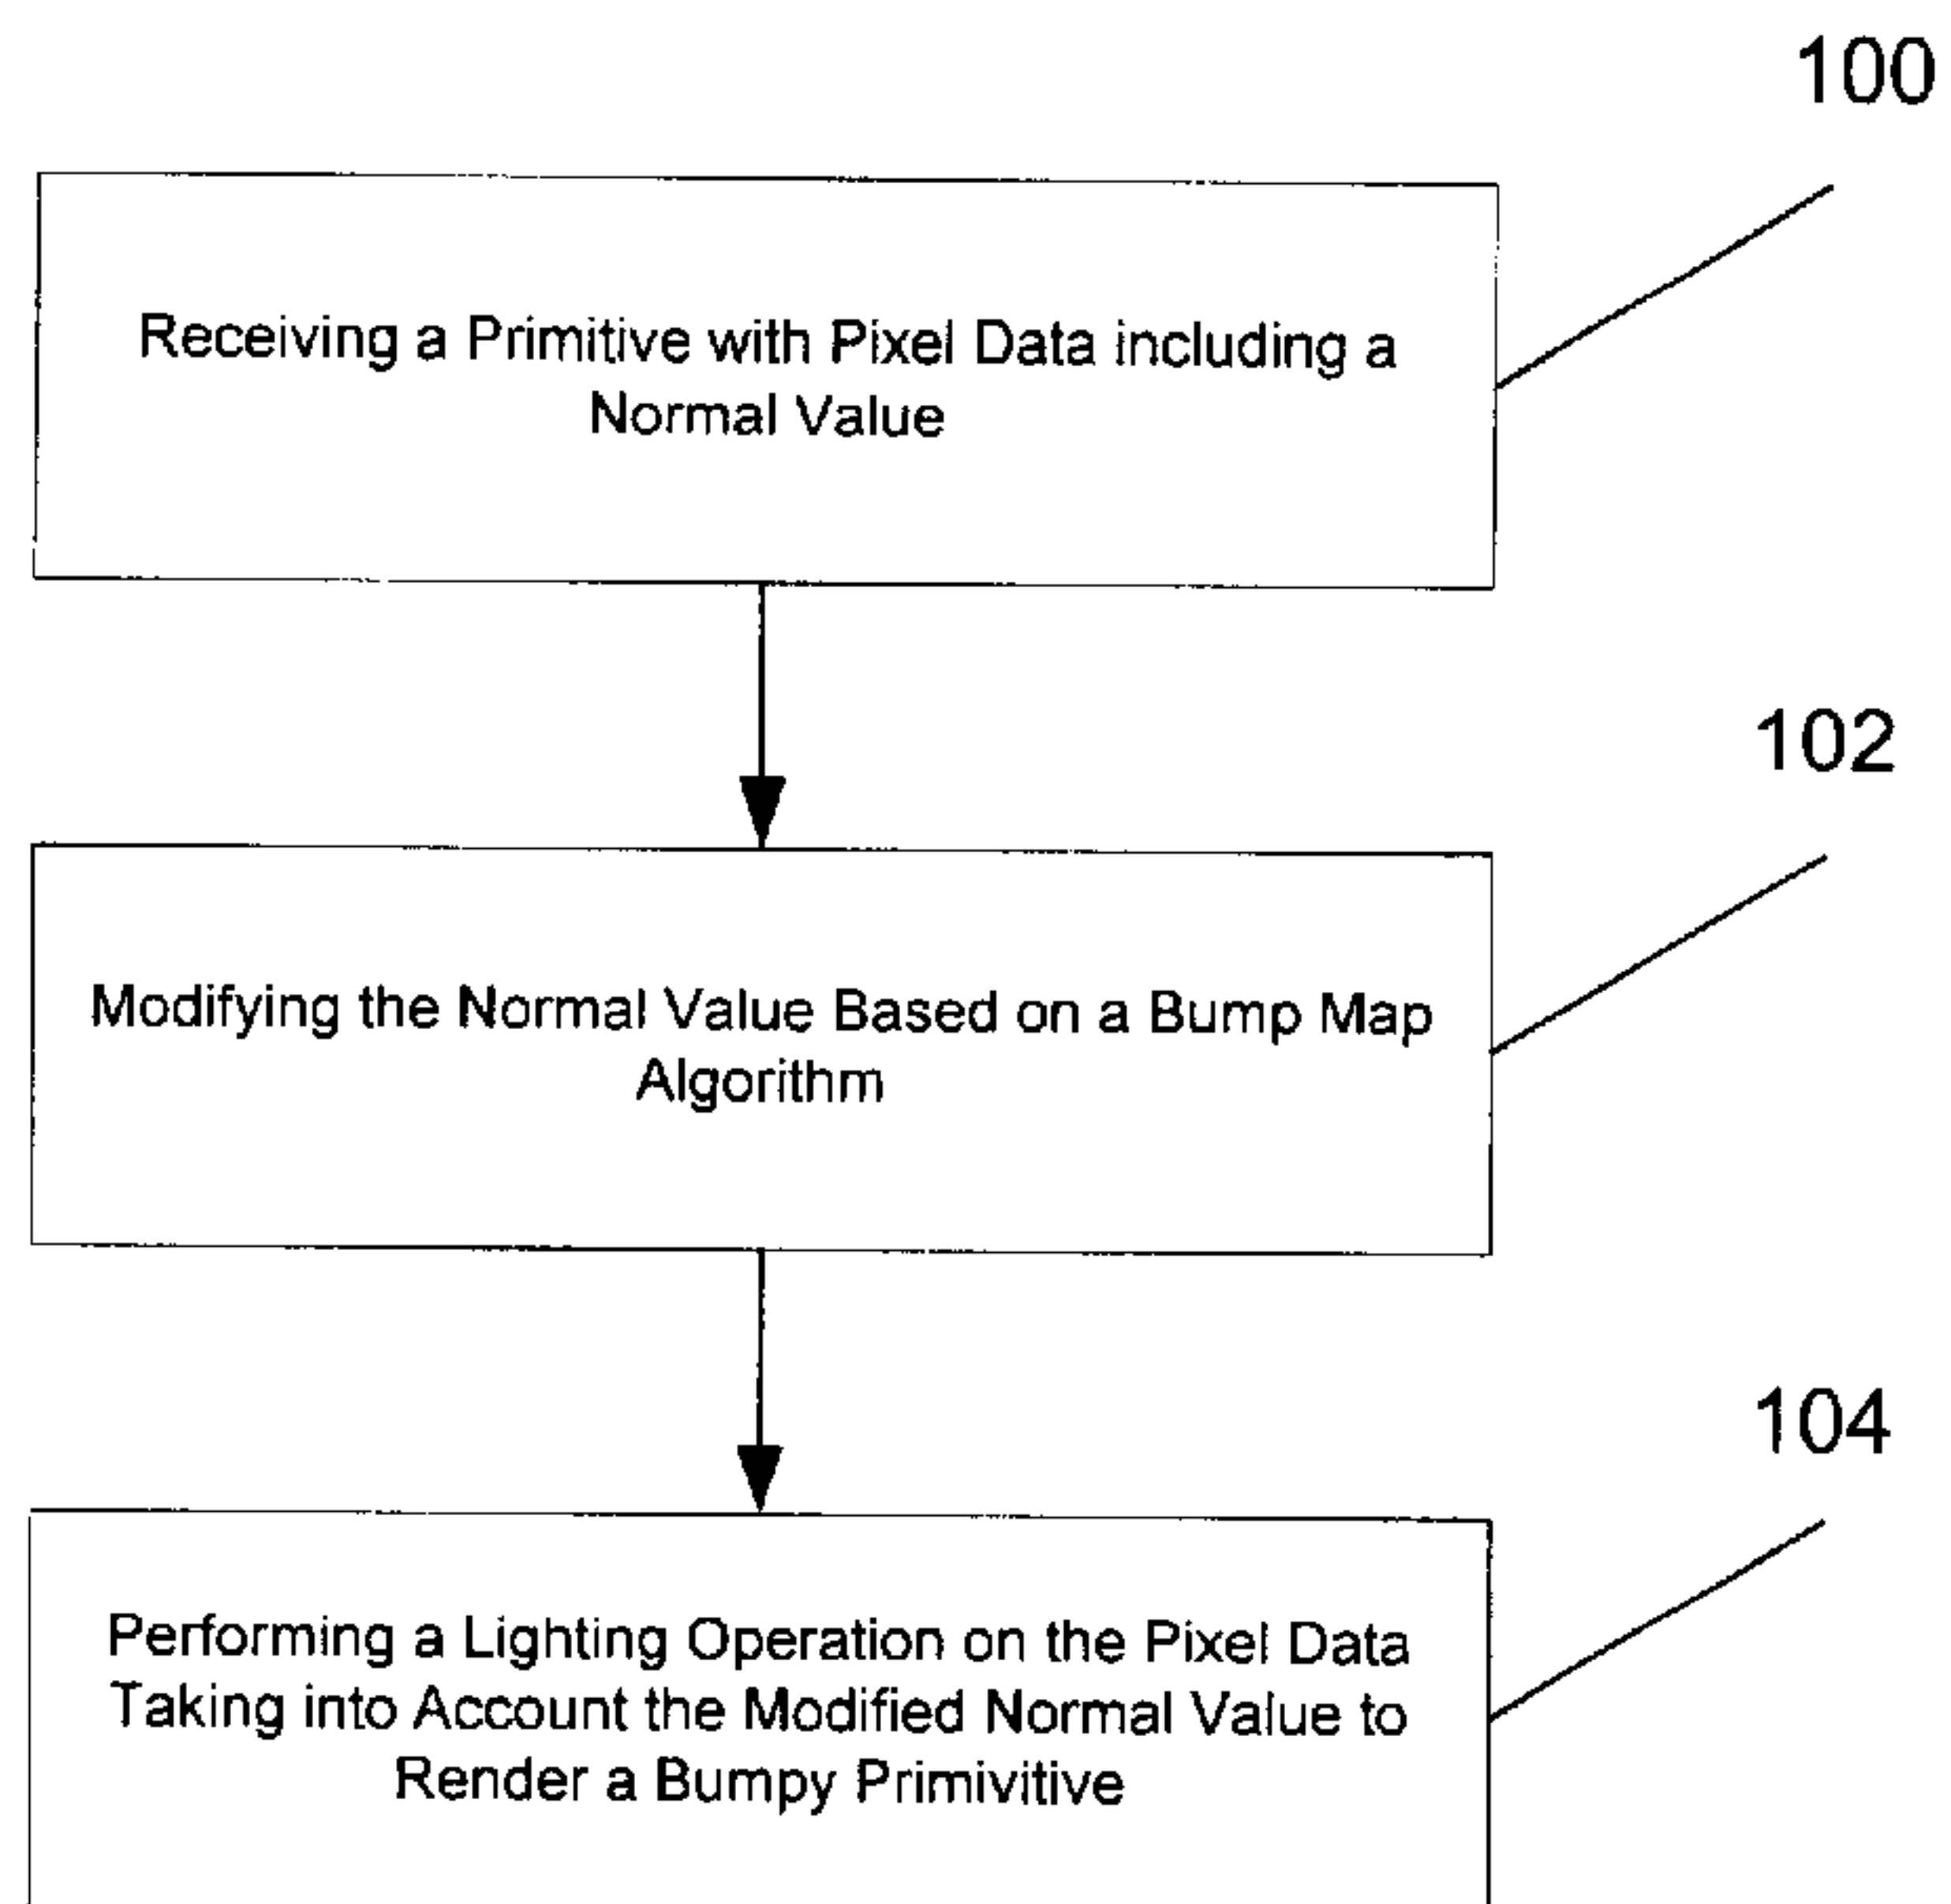 100
Receiving a Primitive with Pixel Data including a
Normal Value
102
Modifying the Normal Value Based on a Bump Map
Algorithm
104
Performing a Lighting Operation on the Pixel Data
Taking into Account the Modified Normal Value to
Render a Bumpy Primivitive